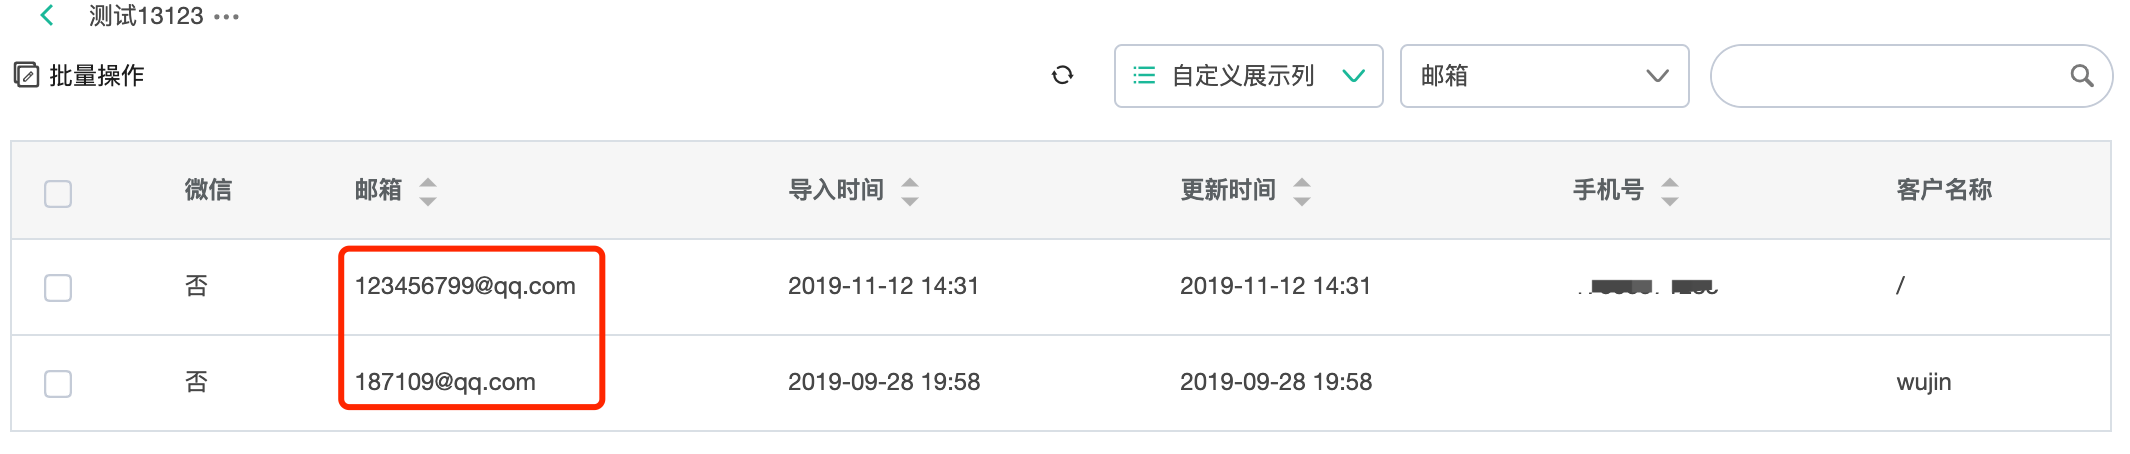 测试13123 •••
批量操作 自定义展示列 邮箱
微信 邮箱 导入时间 更新时间 手机号 客户名称
否 123456799@qq.com 2019-11-12 14:31 2019-11-12 14:31 /
否 187109@qq.com 2019-09-28 19:58 2019-09-28 19:58 wujin